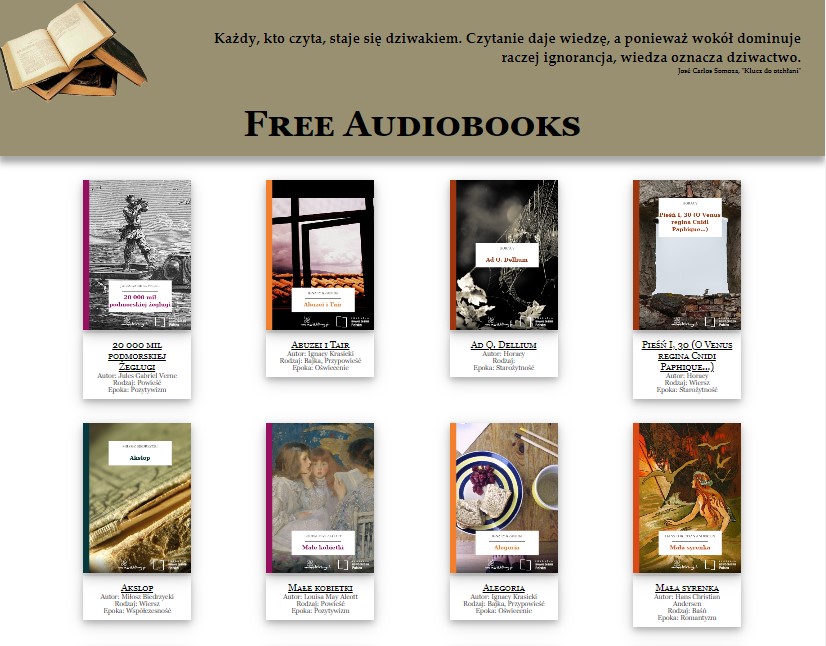 Każdy, kto czyta, staje się dziwakiem. Czytanie daje wiedzę, a ponieważ wokół dominuje
raczej ignorancja, wiedza oznacza dziwactwo.
José Carlos Somoza, "Klucz do otchłani"
Free Audiobooks
20 000 mil
podmorskiej żeglugi
Abuzei i Tair
HORACY
Ad Q. Dellium
HORACY
Pieśń I, 30 (O Venus
regina Cnidi
Paphique...)
20 000 mil
podmorskiej
Żeglugi
Autor: Jules Gabriel Verne
Rodzaj: Powieść
Epoka: Pozytywizm
Abuzei i Tair
Autor: Ignacy Krasicki
Rodzaj: Bajka, Przypowieść
Epoka: Oświecenie
Ad Q. Dellium
Autor: Horacy
Rodzaj:
Epoka: Starożytność
Pieśń I, 30 (O Venus
regina Cnidi
Paphique...)
Autor: Horacy
Rodzaj: Wiersz
Epoka: Starożytność
Akslop
Małe kobietki
Alegoria
Mała syrenka
Akslop
Autor: Miłosz Biedrzycki
Rodzaj: Wiersz
Epoka: Współczesność
Małe kobietki
Autor: Louisa May Alcott
Rodzaj: Powieść
Epoka: Pozytywizm
Alegoria
Autor: Ignacy Krasicki
Rodzaj: Bajka, Przypowieść
Epoka: Oświecenie
Mała syrenka
Autor: Hans Christian
Andersen
Rodzaj: Baśń
Epoka: Romantyzm